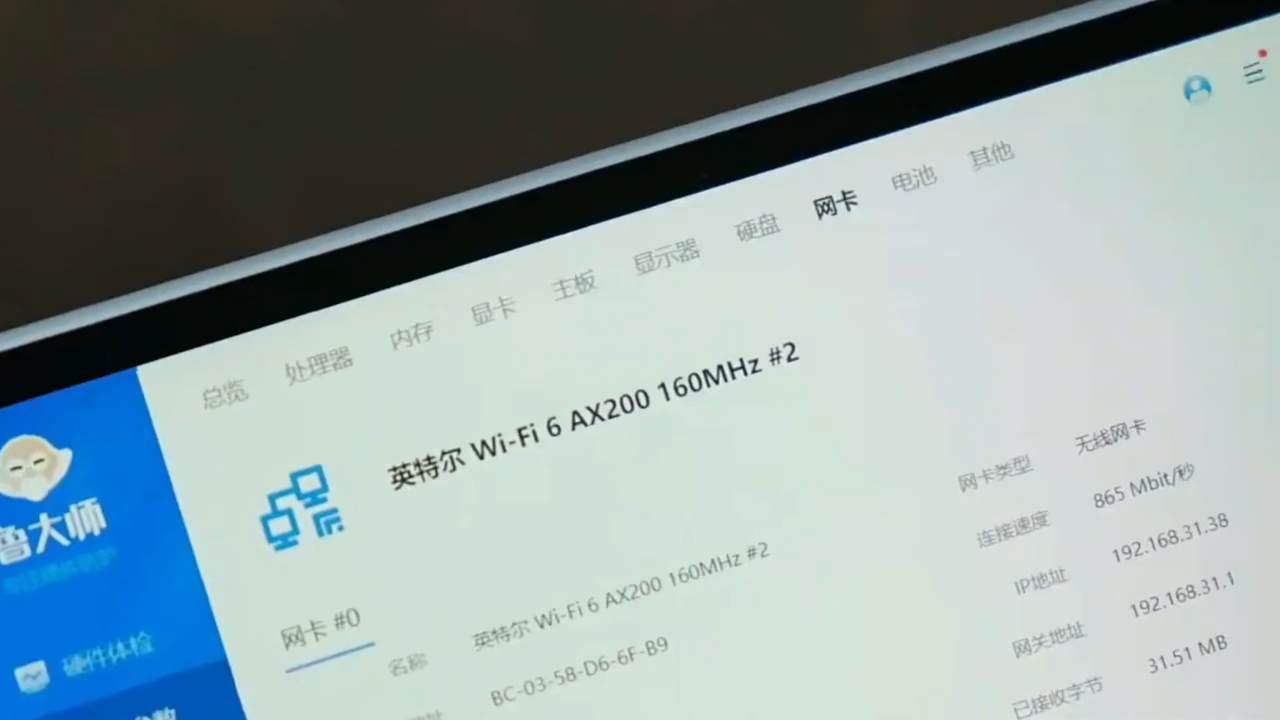 总览 处理器 内存 显卡 主板 显示器 硬盘 网卡 电池 其他
英特尔 Wi-Fi 6 AX200 160MHz #2
鲁大师
硬件体检
网卡 #0
名称 英特尔 Wi-Fi 6 AX200 160MHz #2
BC-03-58-D6-6F-B9
网卡类型 无线网卡
连接速度 865 Mbit/秒
IP地址 192.168.31.38
网关地址 192.168.31.1
已接收字节 31.51 MB